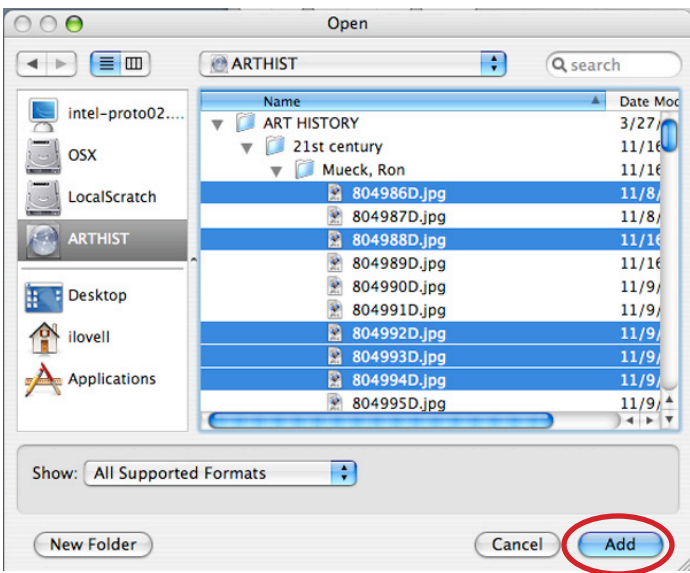 Open
ARTHIST
search
Name
Date Mod
intel-proto02....
OSX
LocalScratch
ARTHIST
Desktop
ilovell
Applications
ART HISTORY 3/27/
21st century 11/16
Mueck, Ron 11/16
804986D.jpg 11/8/
804987D.jpg 11/8/
804988D.jpg 11/16
804989D.jpg 11/16
804990D.jpg 11/9/
804991D.jpg 11/9/
804992D.jpg 11/9/
804993D.jpg 11/9/
804994D.jpg 11/9/
804995D.jpg 11/9/
Show: All Supported Formats
New Folder
Cancel
Add